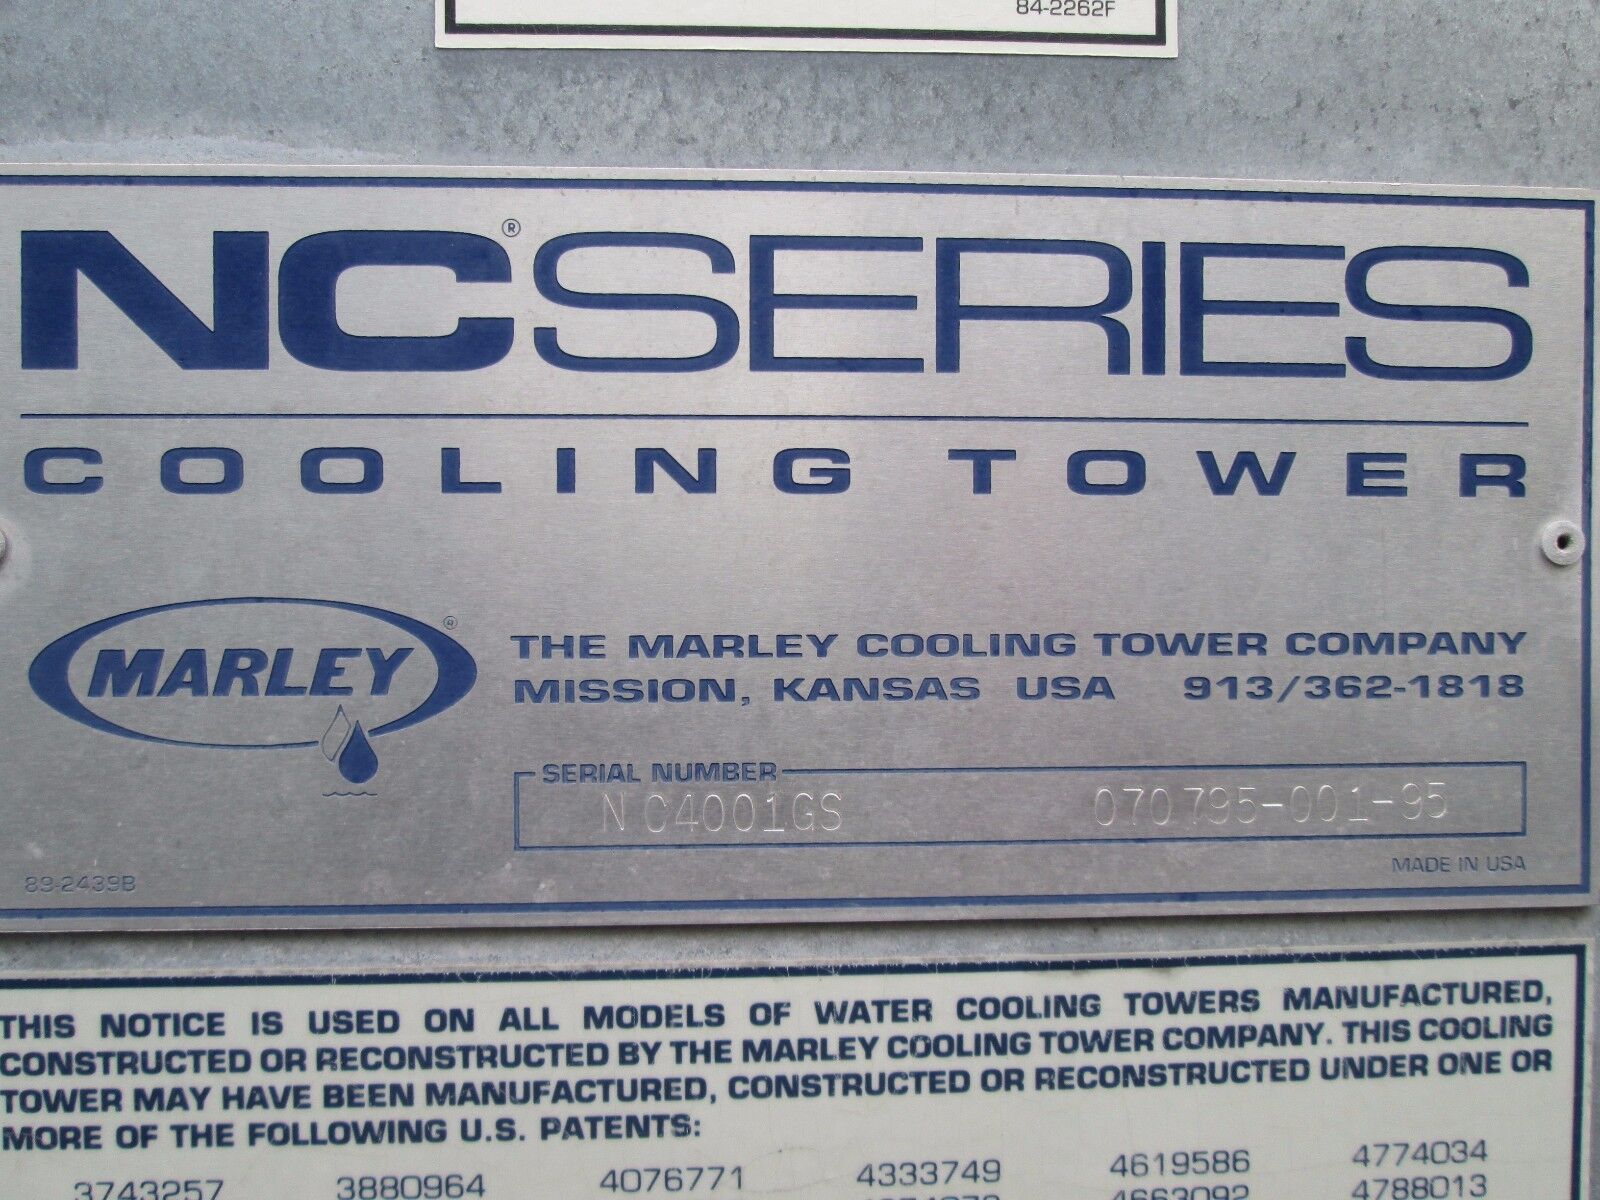 84-2262F
NC® SERIES
COOLING TOWER
MARLEY®
THE MARLEY COOLING TOWER COMPANY
MISSION, KANSAS USA 913/362-1818
SERIAL NUMBER
NC4001GS 070795-001-95
MADE IN USA
89-2439B
THIS NOTICE IS USED ON ALL MODELS OF WATER COOLING TOWERS MANUFACTURED,
CONSTRUCTED OR RECONSTRUCTED BY THE MARLEY COOLING TOWER COMPANY. THIS COOLING
TOWER MAY HAVE BEEN MANUFACTURED, CONSTRUCTED OR RECONSTRUCTED UNDER ONE OR
MORE OF THE FOLLOWING U.S. PATENTS:
3743257 3880964 4076771 4333749 4619586 4774034
4663092 4788013